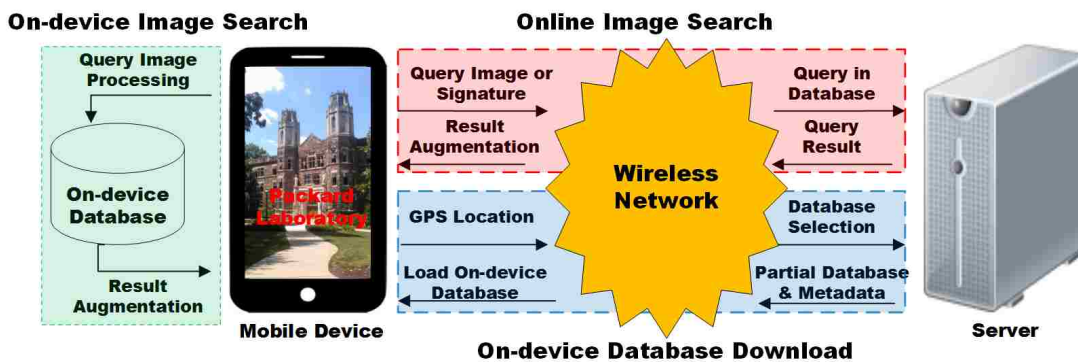 On-device Image Search
Online Image Search
Query Image
Processing
On-device
Database
Result
Augmentation
Packard
Laboratory
Mobile Device
Query Image or
Signature
Result
Augmentation
GPS Location
Load On-device
Database
Wireless
Network
Query in
Database
Query
Result
Database
Selection
Partial Database
& Metadata
Server
On-device Database Download